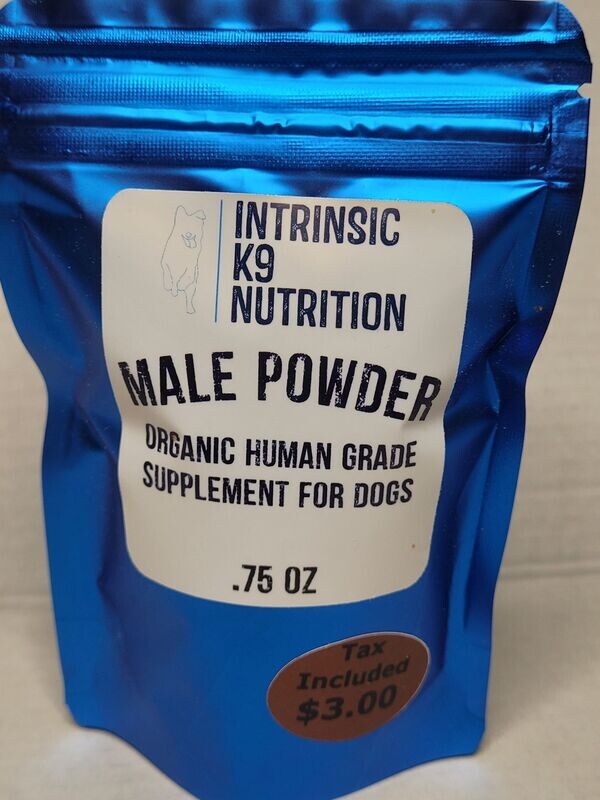 INTRINSIC
K9
NUTRITION
MALE POWDER
ORGANIC HUMAN GRADE
SUPPLEMENT FOR DOGS
.75 OZ
Tax
Included
$3.00